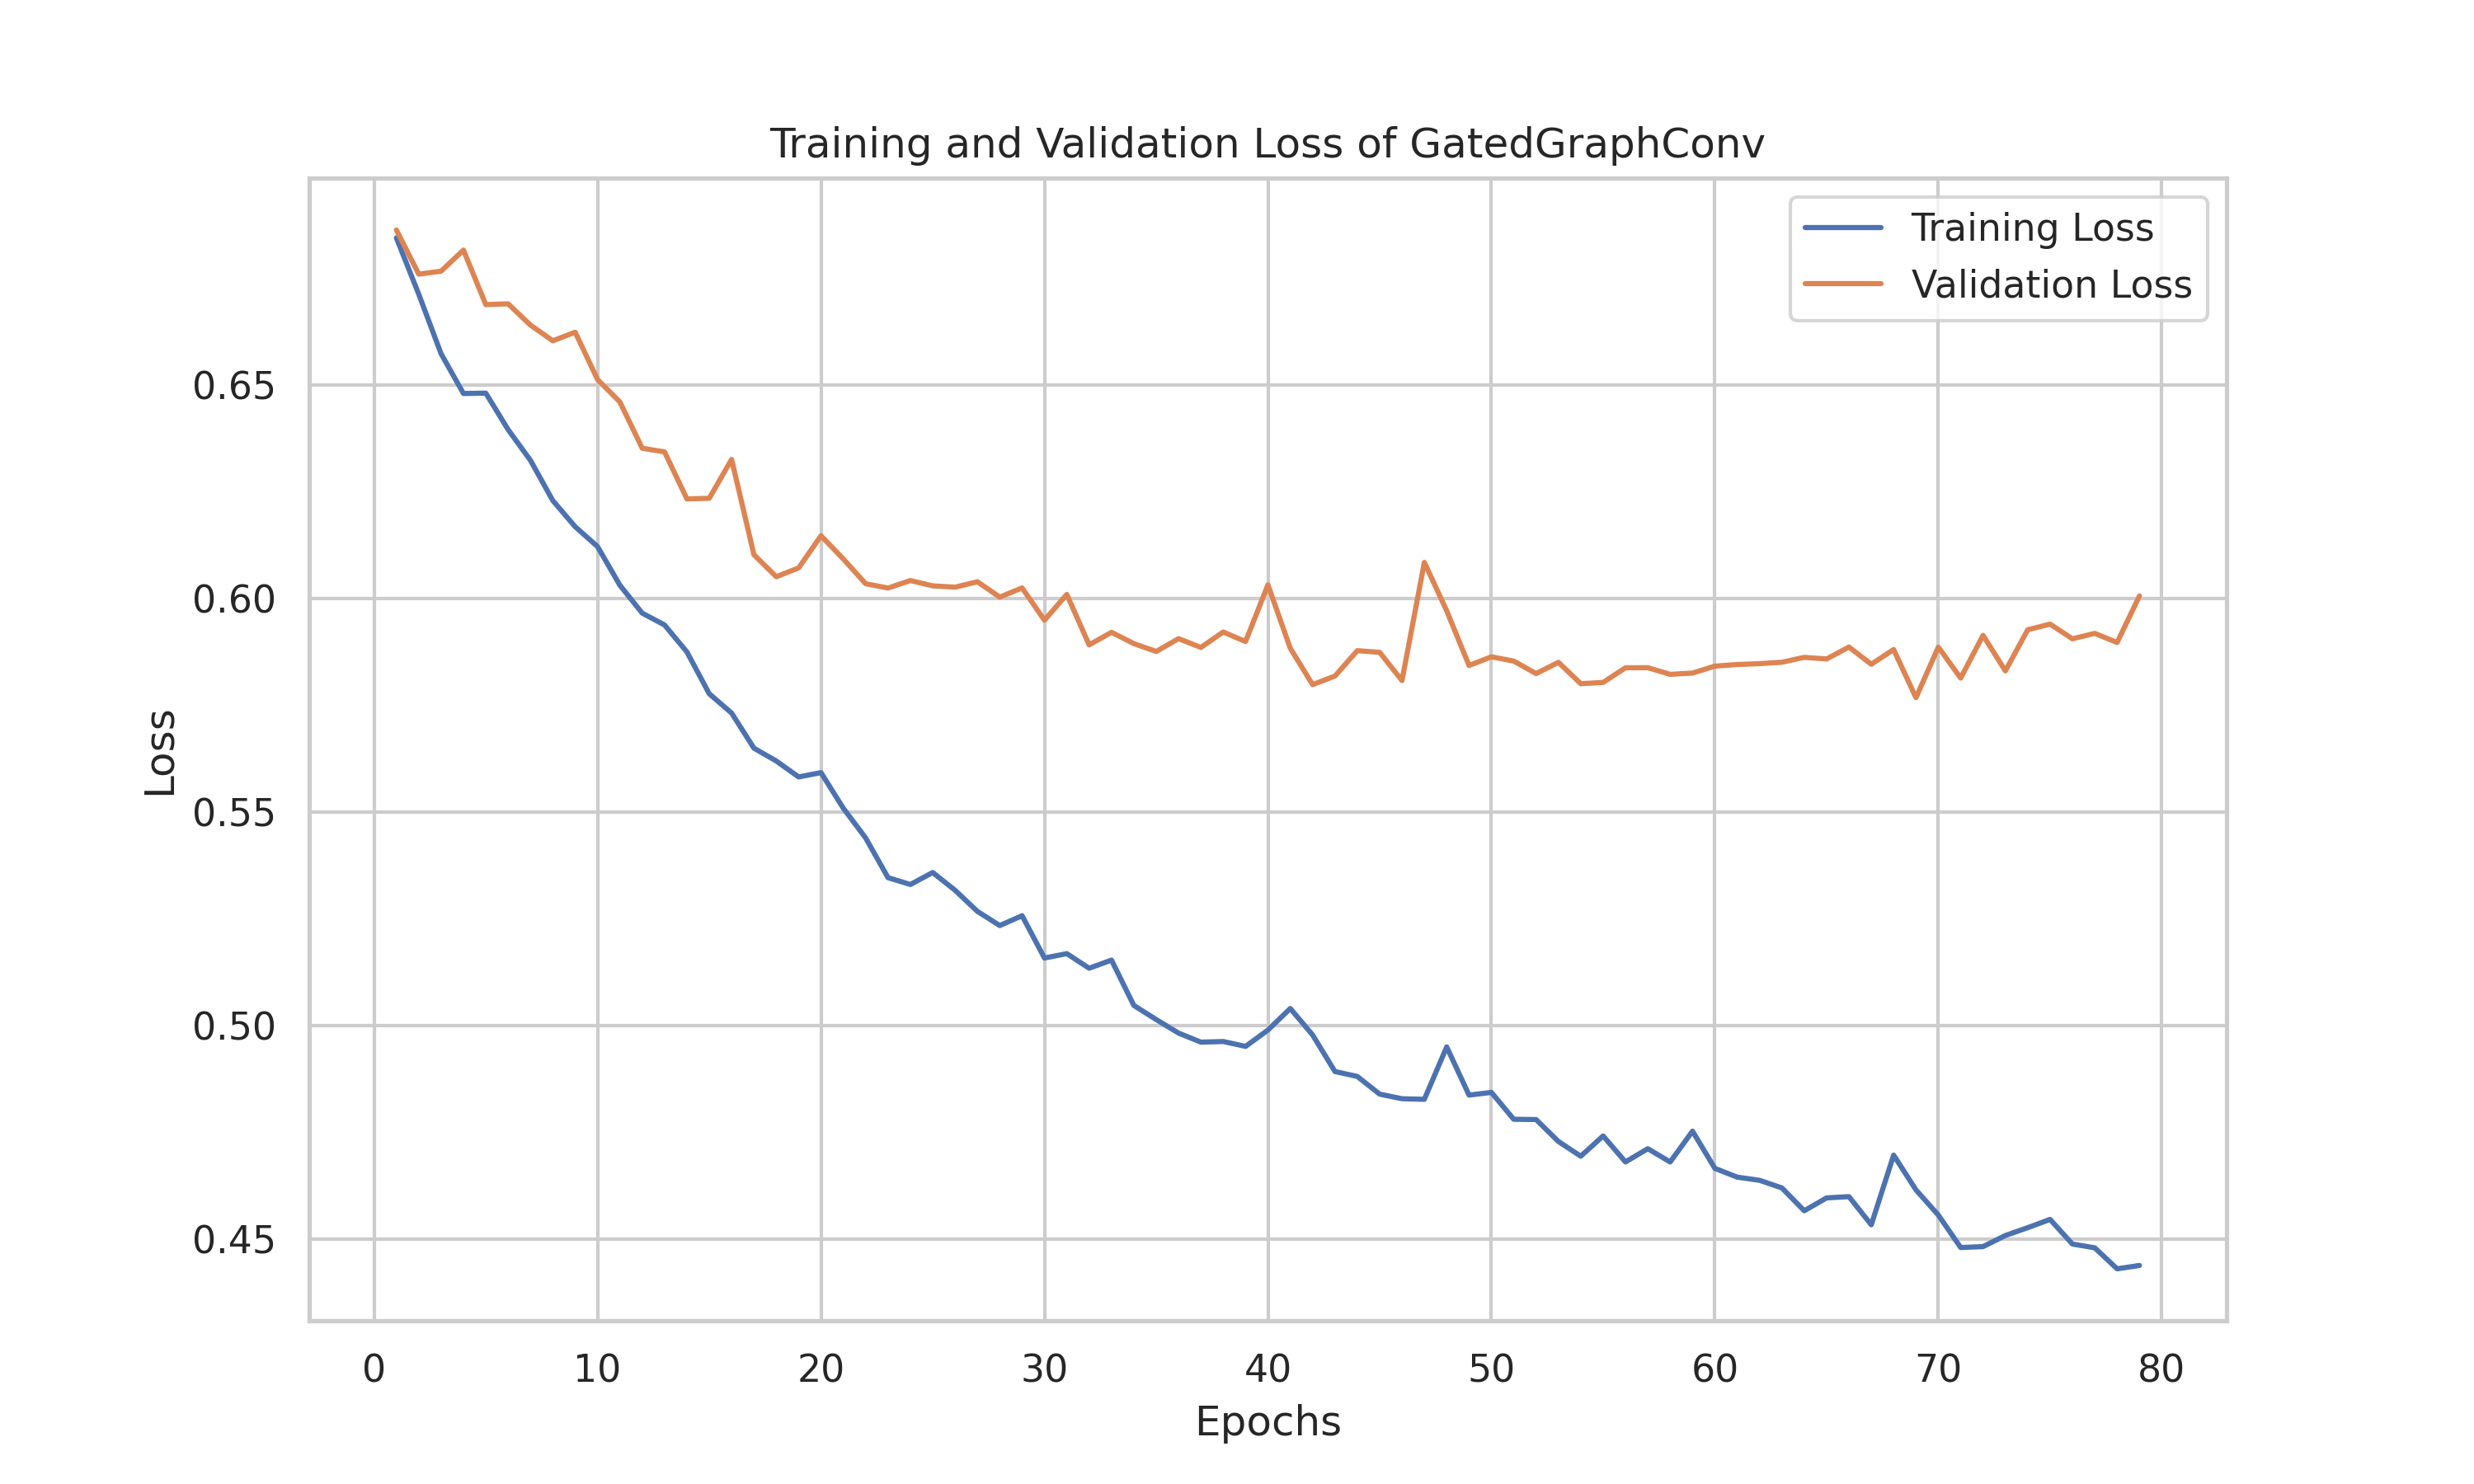 Training and Validation Loss of GatedGraphConv
Training Loss
Validation Loss
0.65
0.60
0.55
0.50
0.45
Loss
0 10 20 30 40 50 60 70 80
Epochs